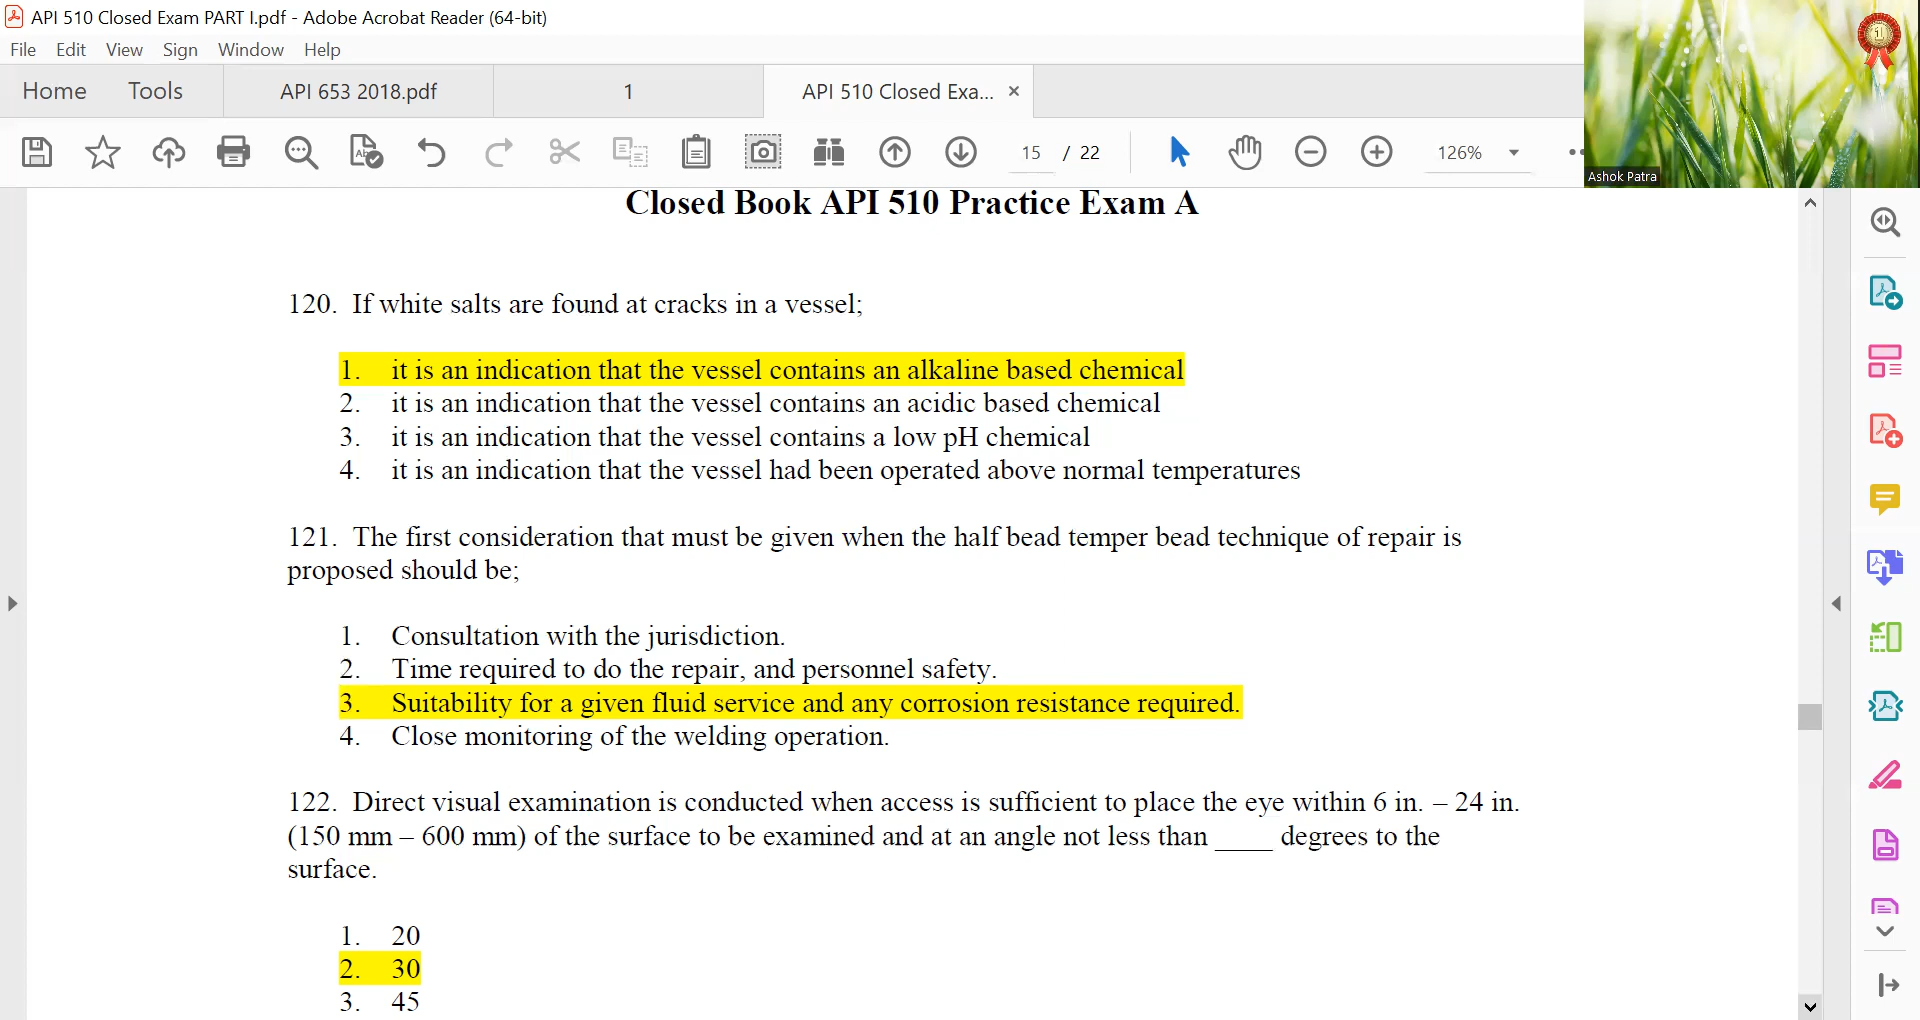 API 510 Closed Exam PART I.pdf - Adobe Acrobat Reader (64-bit)
File Edit View Sign Window Help
Home Tools API 653 2018.pdf 1 API 510 Closed Exa... ×
15 / 22 126%
Ashok Patra
Closed Book API 510 Practice Exam A
120. If white salts are found at cracks in a vessel;
1. it is an indication that the vessel contains an alkaline based chemical
2. it is an indication that the vessel contains an acidic based chemical
3. it is an indication that the vessel contains a low pH chemical
4. it is an indication that the vessel had been operated above normal temperatures
121. The first consideration that must be given when the half bead temper bead technique of repair is
proposed should be;
1. Consultation with the jurisdiction.
2. Time required to do the repair, and personnel safety.
3. Suitability for a given fluid service and any corrosion resistance required.
4. Close monitoring of the welding operation.
122. Direct visual examination is conducted when access is sufficient to place the eye within 6 in. – 24 in.
(150 mm – 600 mm) of the surface to be examined and at an angle not less than ____ degrees to the
surface.
1. 20
2. 30
3. 45